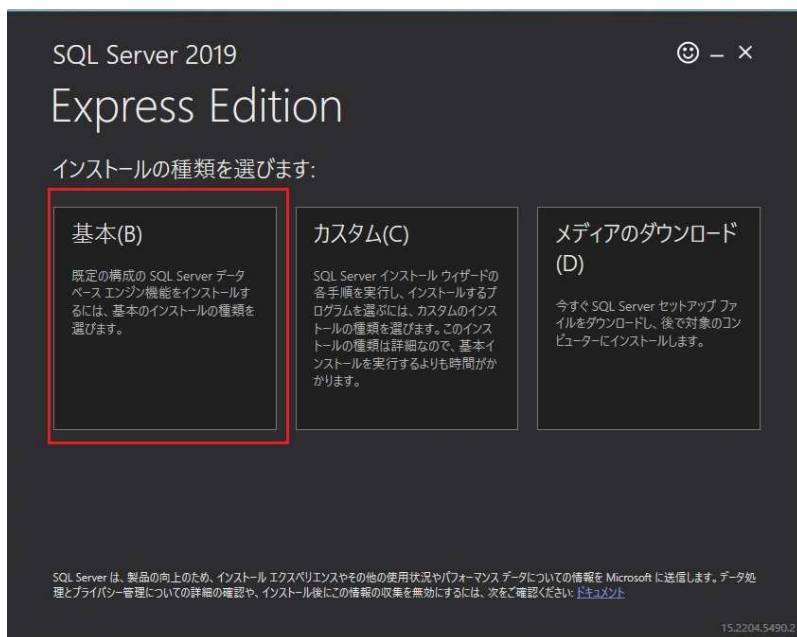 SQL Server 2019
Express Edition
インストールの種類を選びます:
基本(B)
既定の構成の SQL Server データ
ベース エンジン機能をインストールす
るには、基本のインストールの種類を
選びます。
カスタム(C)
SQL Server インストール ウィザードの
各手順を実行し、インストールするプ
ログラムを選ぶには、カスタムのインス
トールの種類を選びます。このインス
トールの種類は詳細なので、基本イ
ンストールを実行するよりも時間がか
かります。
メディアのダウンロード
(D)
今すぐ SQL Server セットアップ ファ
イルをダウンロードし、後で対象のコン
ピューターにインストールします。
SQL Server は、製品の向上のため、インストール エクスペリエンスやその他の使用状況やパフォーマンス データについての情報を Microsoft に送信します。データ処
理とプライバシー管理についての詳細の確認や、インストール後にこの情報の収集を無効にするには、次をご確認ください: ドキュメント
15.2204.5490.2